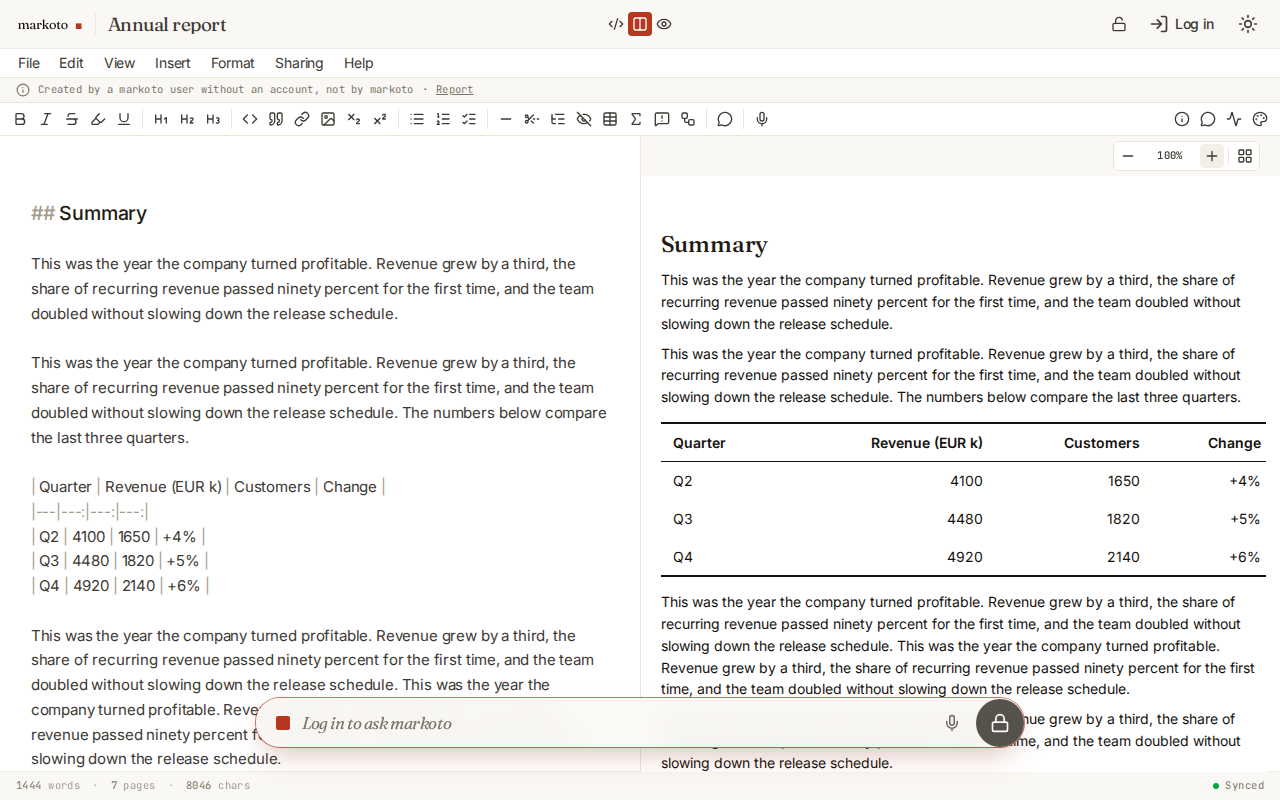 markoto
Annual report
Log in
File Edit View Insert Format Sharing Help
Created by a markoto user without an account, not by markoto · Report
H1 H2 H3
100%
## Summary
This was the year the company turned profitable. Revenue grew by a third, the
share of recurring revenue passed ninety percent for the first time, and the team
doubled without slowing down the release schedule.
This was the year the company turned profitable. Revenue grew by a third, the
share of recurring revenue passed ninety percent for the first time, and the team
doubled without slowing down the release schedule. The numbers below compare
the last three quarters.
| Quarter | Revenue (EUR k) | Customers | Change |
|---|---:|---:|---:|
| Q2 | 4100 | 1650 | +4% |
| Q3 | 4480 | 1820 | +5% |
| Q4 | 4920 | 2140 | +6% |
This was the year the company turned profitable. Revenue grew by a third, the
share of recurring revenue passed ninety percent for the first time, and the team
doubled without slowing down the release schedule. This was the year the
company turned profitable. Reve
revenue passed ninety percent f
slowing down the release schedule.
Summary
This was the year the company turned profitable. Revenue grew by a third, the share of
recurring revenue passed ninety percent for the first time, and the team doubled without
slowing down the release schedule.
This was the year the company turned profitable. Revenue grew by a third, the share of
recurring revenue passed ninety percent for the first time, and the team doubled without
slowing down the release schedule. The numbers below compare the last three quarters.
Quarter Revenue (EUR k) Customers Change
Q2 4100 1650 +4%
Q3 4480 1820 +5%
Q4 4920 2140 +6%
This was the year the company turned profitable. Revenue grew by a third, the share of
recurring revenue passed ninety percent for the first time, and the team doubled without
slowing down the release schedule. This was the year the company turned profitable.
Revenue grew by a third, the share of recurring revenue passed ninety percent for the first
time, and the team doubled without slowing down the release schedule.
nue grew by a third, the share of
ime, and the team doubled without
slowing down the release schedule.
Log in to ask markoto
1444 words · 7 pages · 8046 chars
Synced